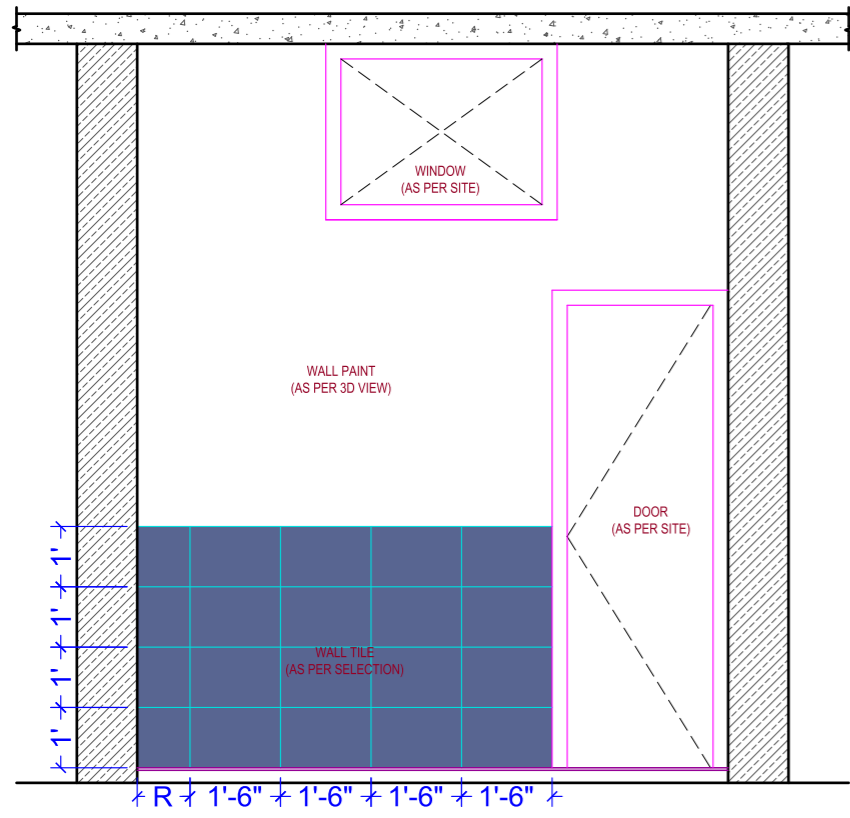 WINDOW
(AS PER SITE)
WALL PAINT
(AS PER 3D VIEW)
DOOR
(AS PER SITE)
WALL TILE
(AS PER SELECTION)
1'
1'
1'
1'
R 1'-6" 1'-6" 1'-6" 1'-6"